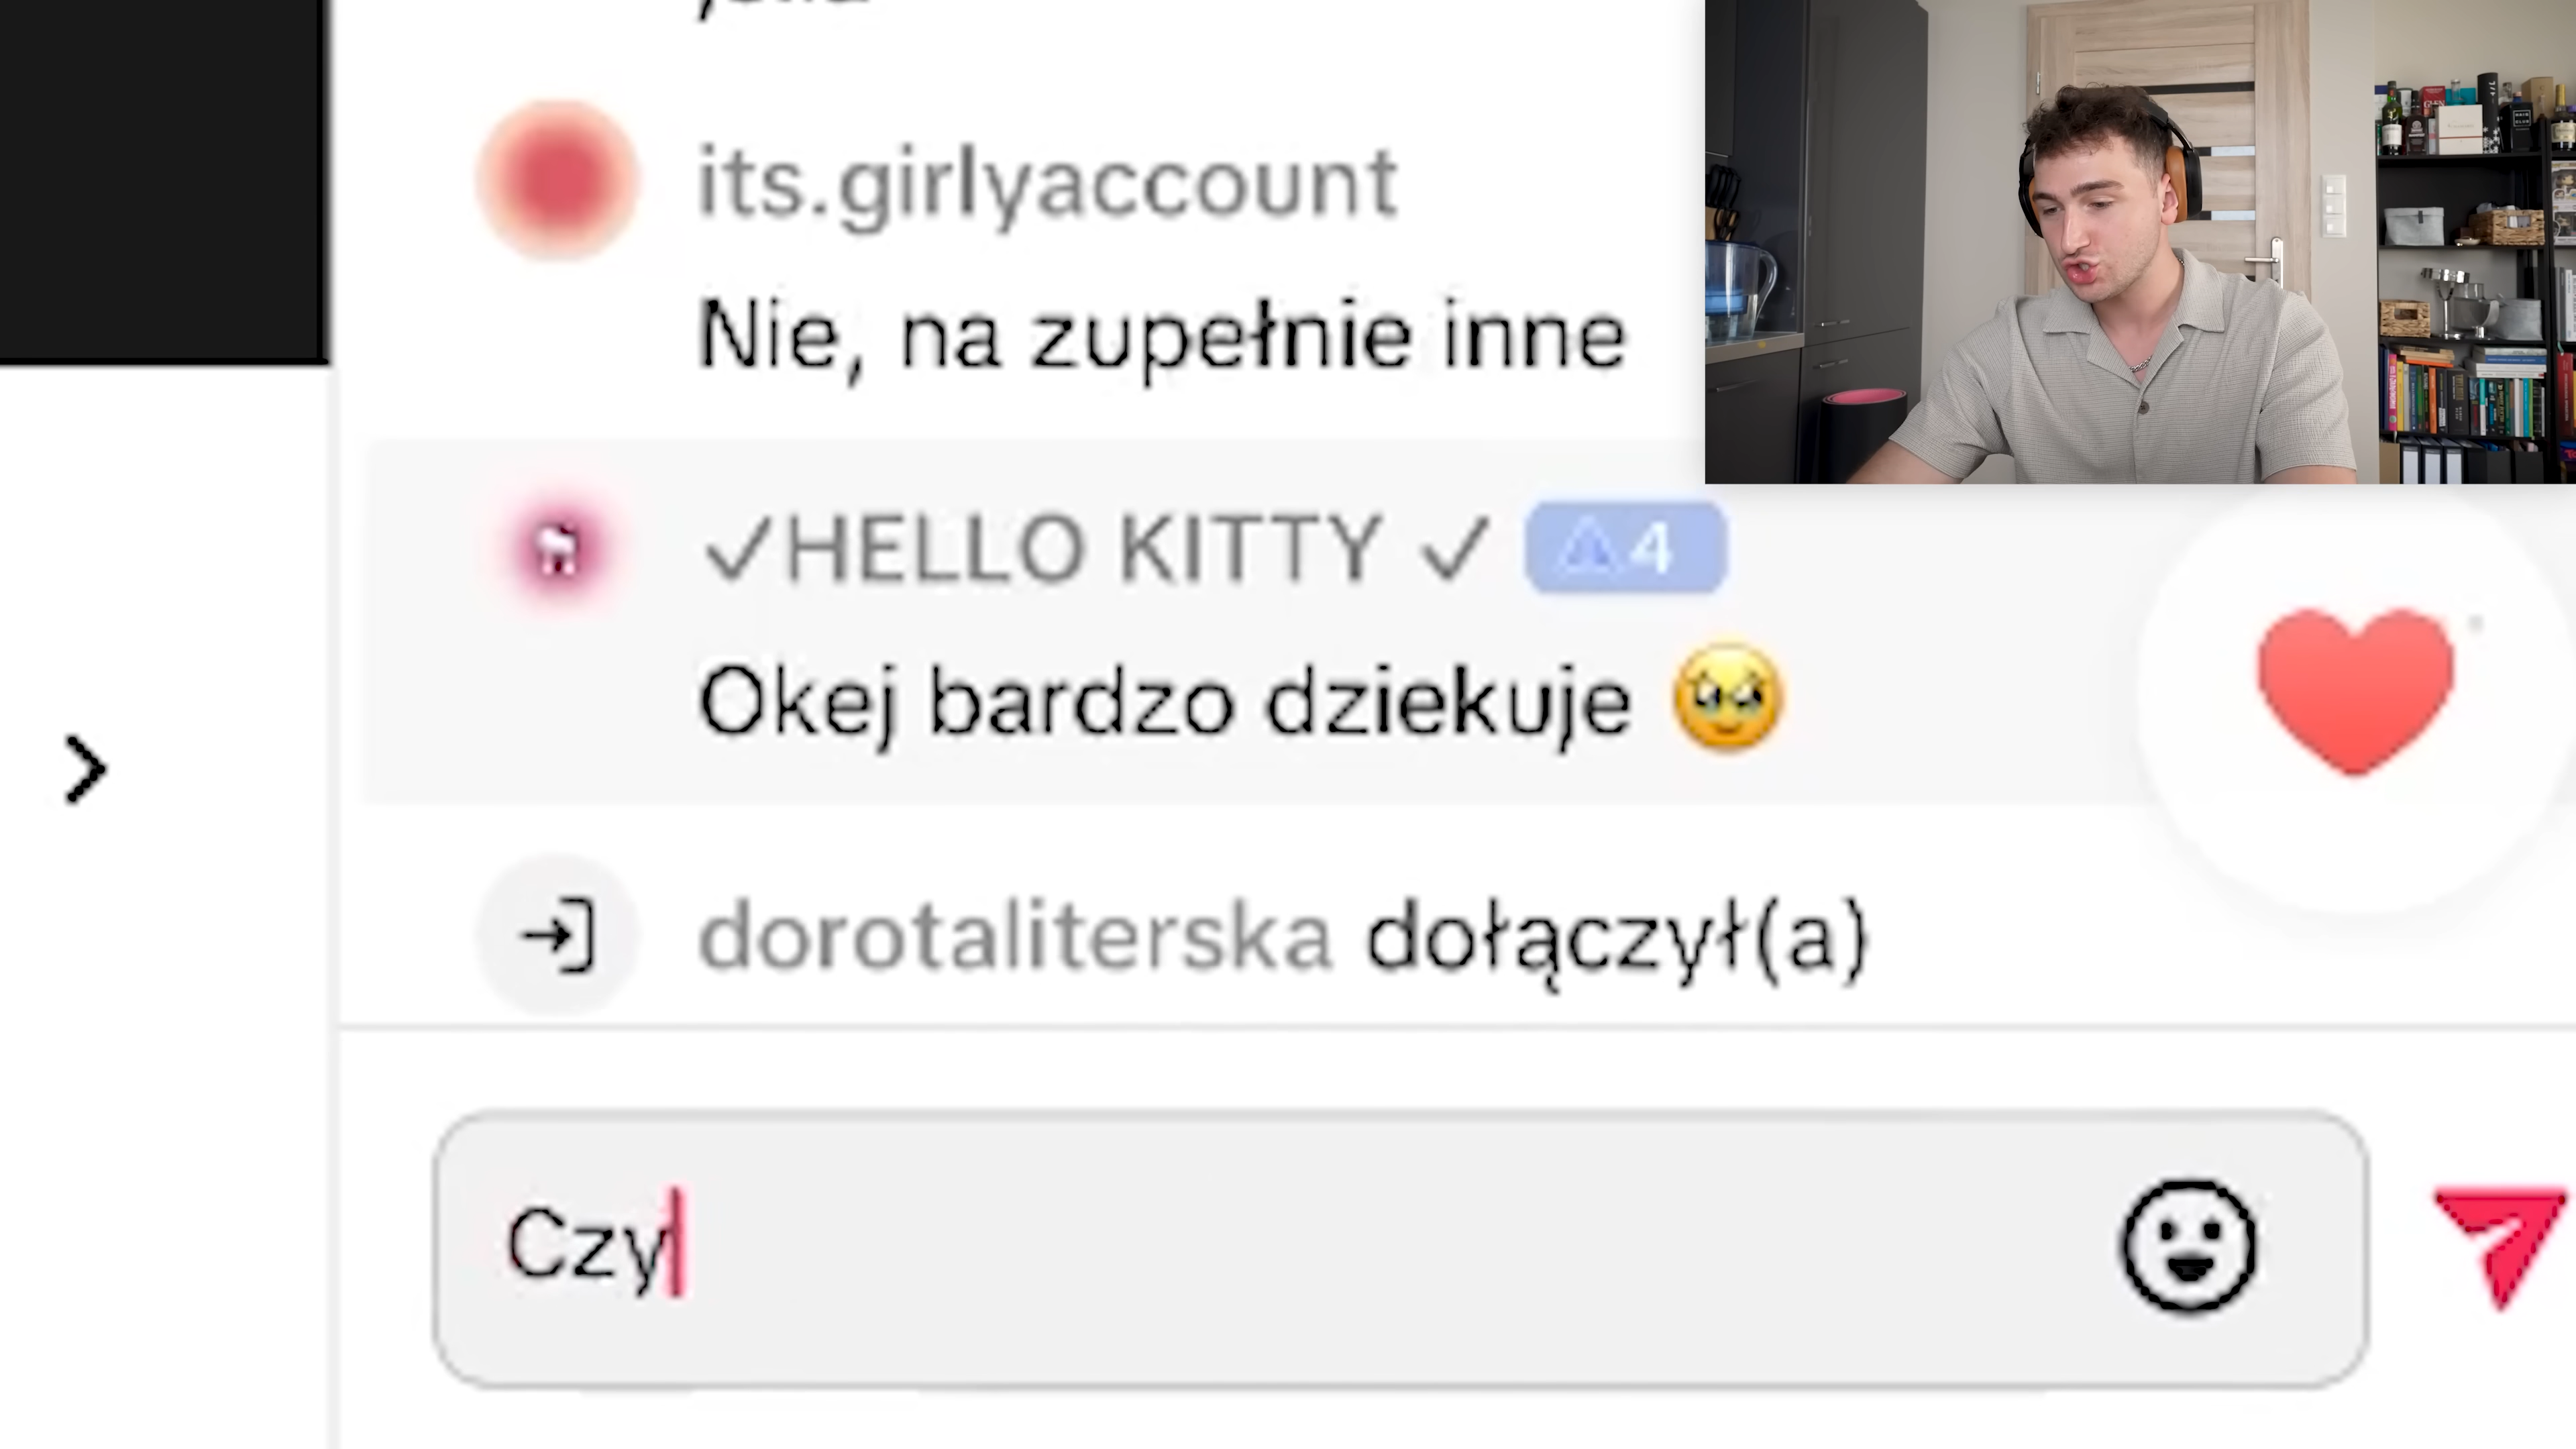 its.girlyaccount
Nie, na zupełnie inne
✓HELLO KITTY ✓ 4
Okej bardzo dziekuje 🥹
dorotaliterska dołączył(a)
Czy